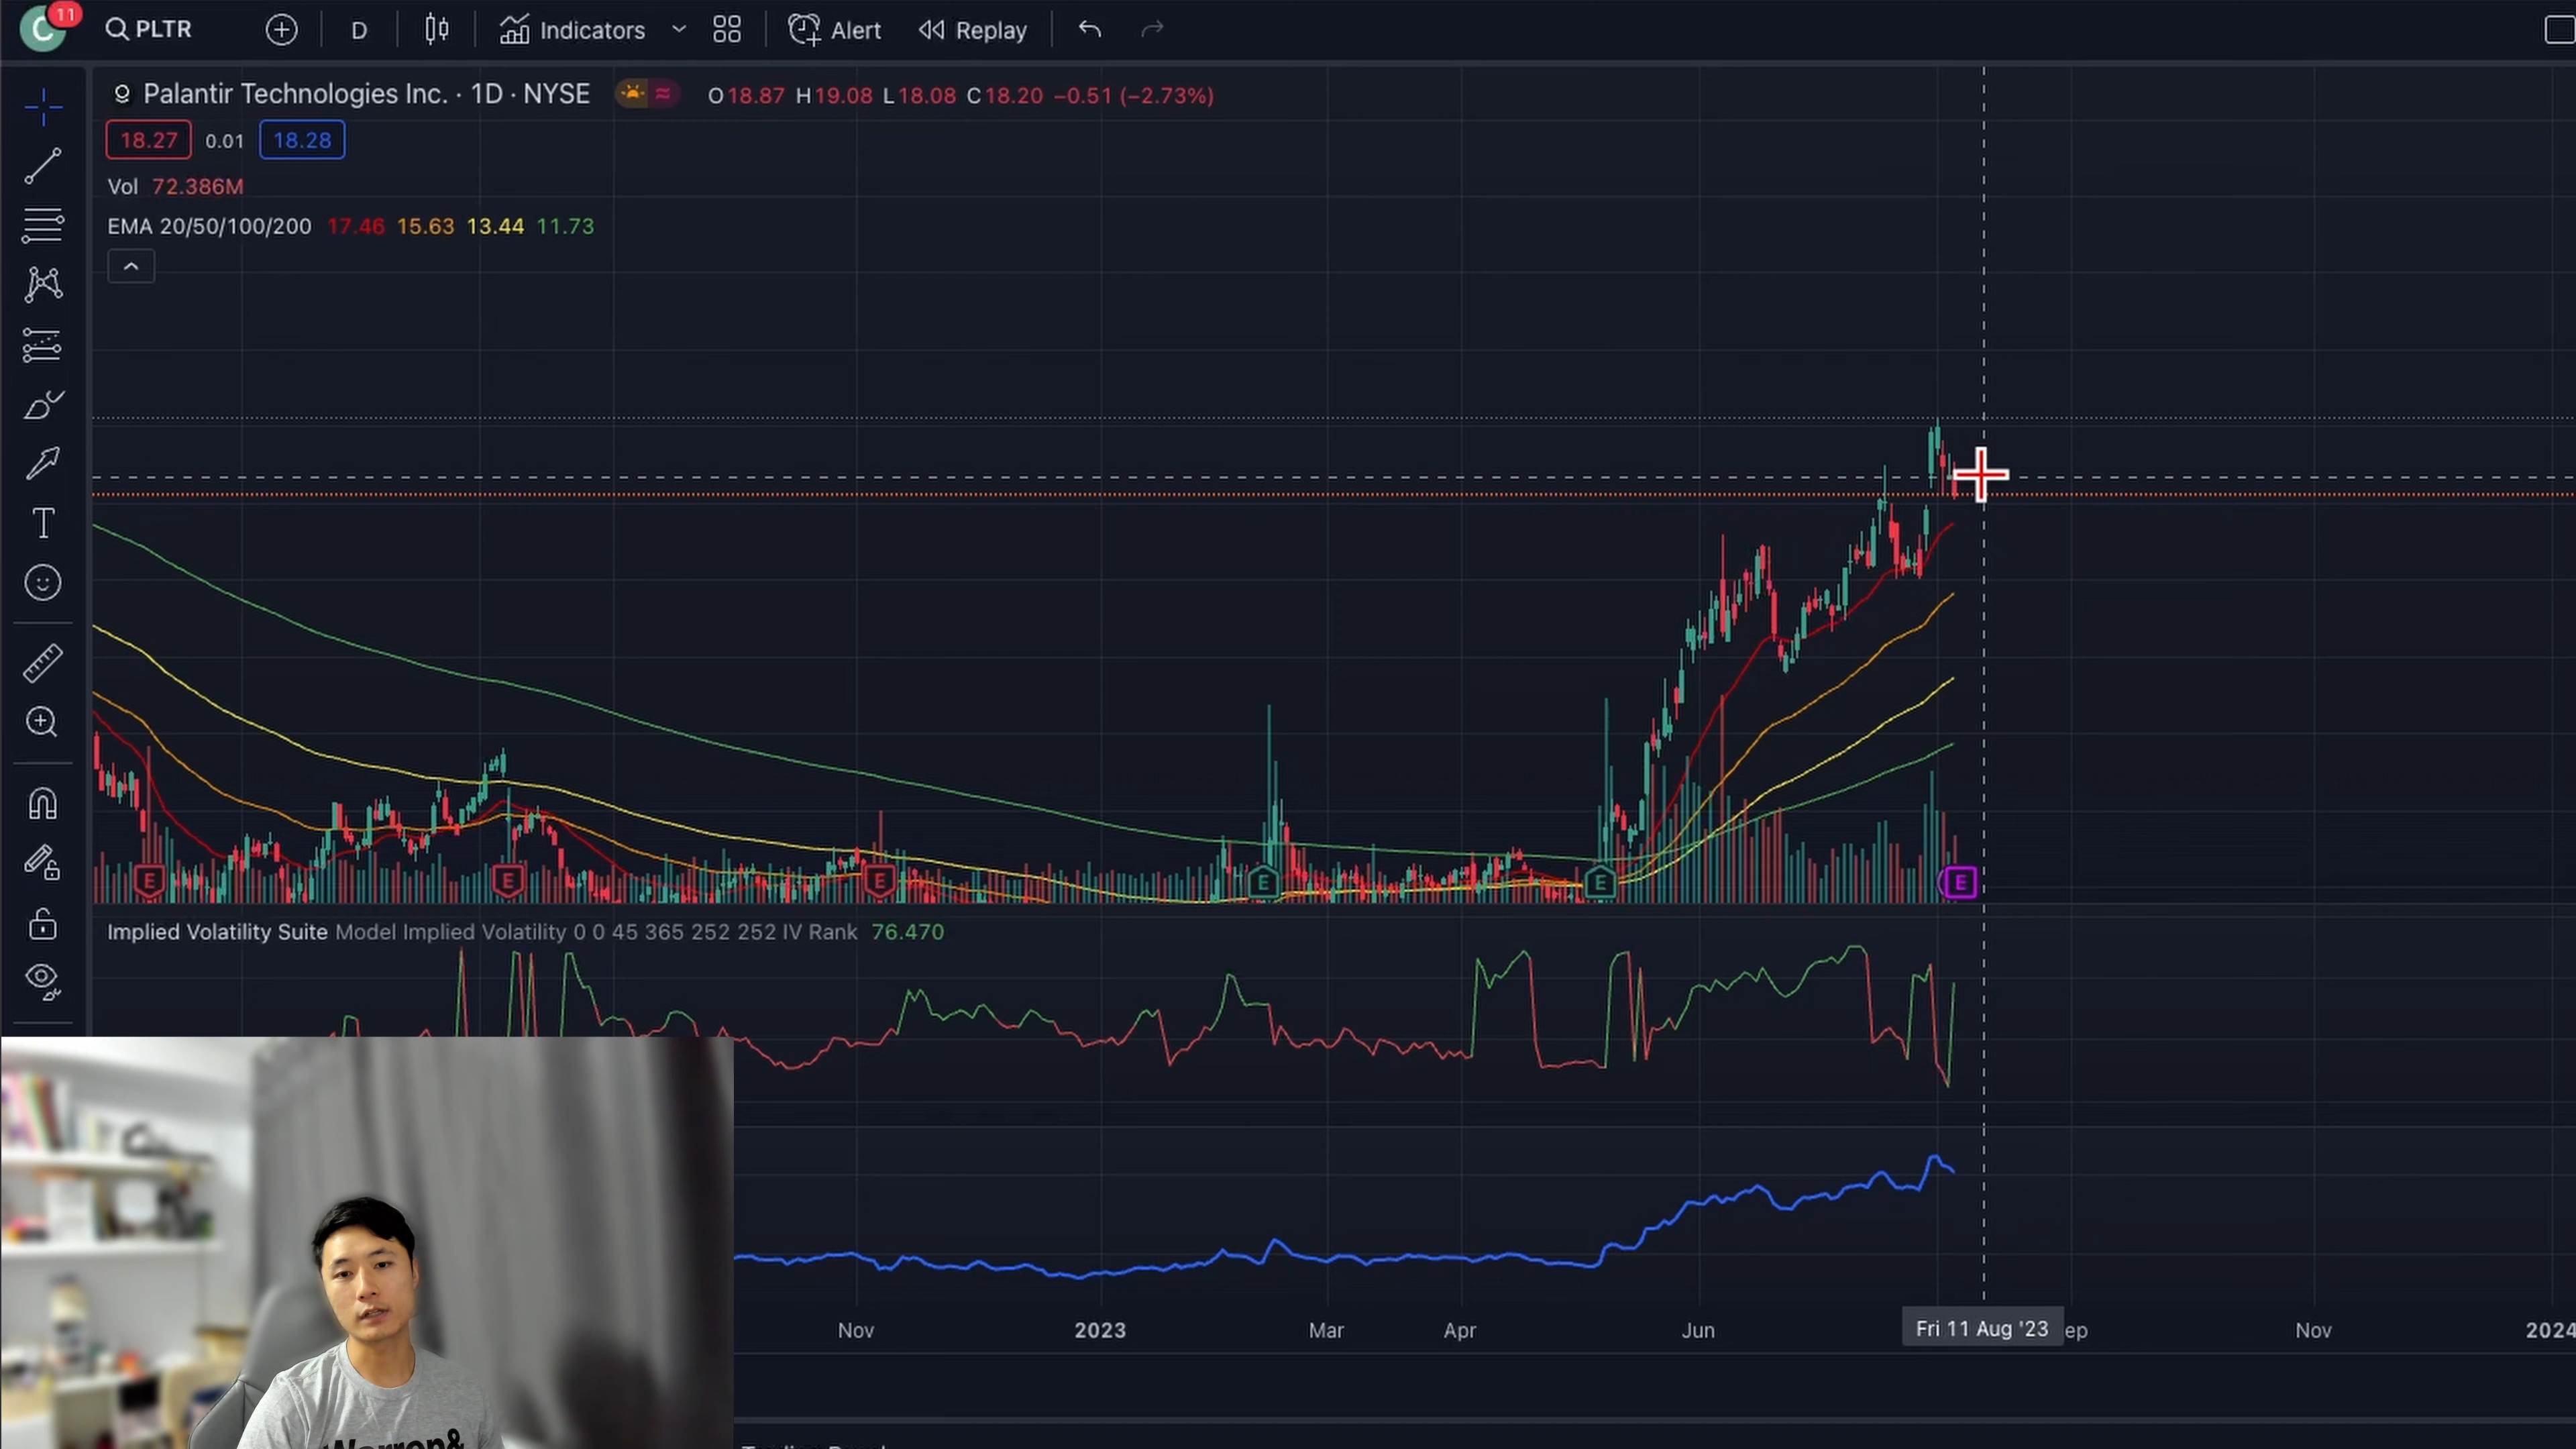 C
11
PLTR
D
Indicators
Alert
Replay
Palantir Technologies Inc. · 1D · NYSE
O18.87 H19.08 L18.08 C18.20 −0.51 (−2.73%)
18.27 0.01 18.28
Vol 72.386M
EMA 20/50/100/200 17.46 15.63 13.44 11.73
T
E E E E E E
Implied Volatility Suite Model Implied Volatility 0 0 45 365 252 252 IV Rank 76.470
Nov 2023 Mar Apr Jun Fri 11 Aug '23 ep Nov 2024